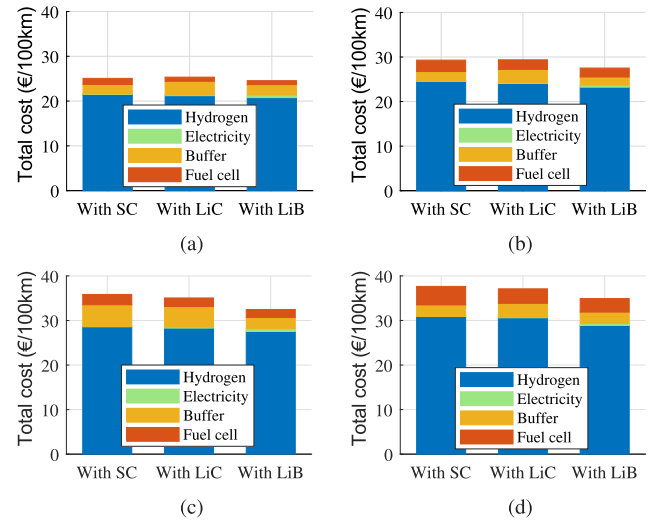 Total cost (€/100km)
40
30
20
10
0
Hydrogen
Electricity
Buffer
Fuel cell
With SC With LiC With LiB
(a)
Total cost (€/100km)
40
30
20
10
0
Hydrogen
Electricity
Buffer
Fuel cell
With SC With LiC With LiB
(b)
Total cost (€/100km)
40
30
20
10
0
Hydrogen
Electricity
Buffer
Fuel cell
With SC With LiC With LiB
(c)
Total cost (€/100km)
40
30
20
10
0
Hydrogen
Electricity
Buffer
Fuel cell
With SC With LiC With LiB
(d)